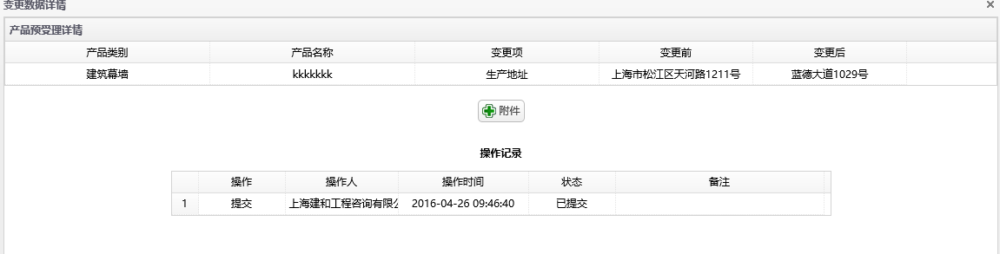 变更数据详情
产品预受理详情
产品类别 产品名称 变更项 变更前 变更后
建筑幕墙 kkkkkkk 生产地址 上海市松江区天河路1211号 蓝德大道1029号
附件
操作记录
操作 操作人 操作时间 状态 备注
1 提交 上海建和工程咨询有限公 2016-04-26 09:46:40 已提交